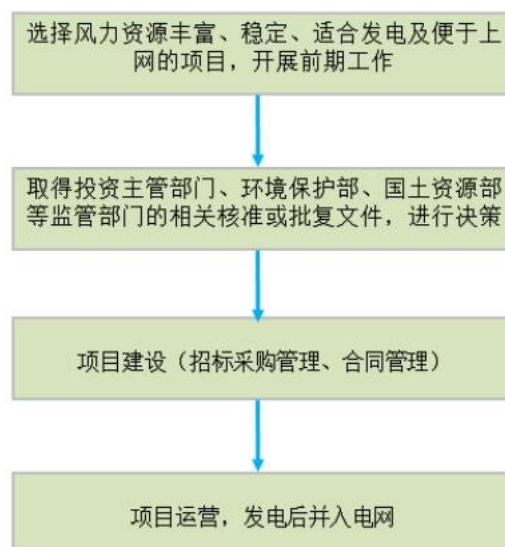 选择风力资源丰富、稳定、适合发电及便于上
网的项目，开展前期工作
取得投资主管部门、环境保护部、国土资源部
等监管部门的相关核准或批复文件，进行决策
项目建设（招标采购管理、合同管理）
项目运营，发电后并入电网